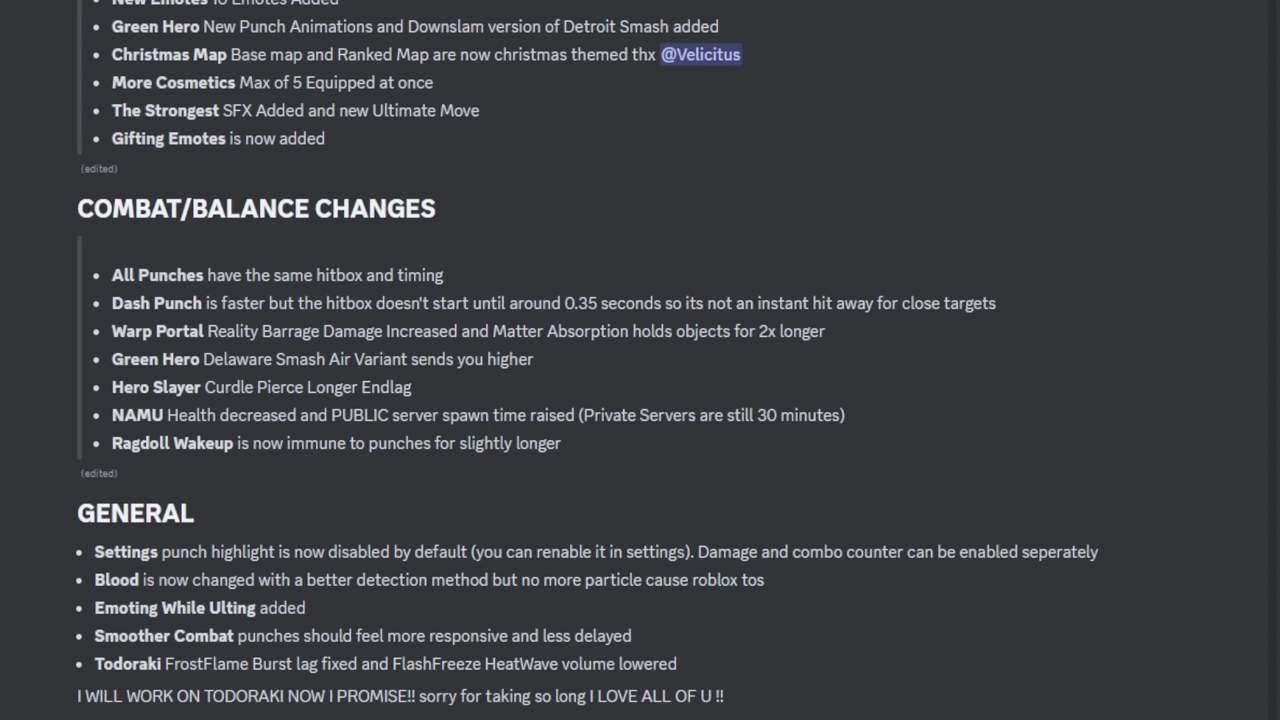 New Emotes 10 Emotes Added
• Green Hero New Punch Animations and Downslam version of Detroit Smash added
• Christmas Map Base map and Ranked Map are now christmas themed thx @Velicitus
• More Cosmetics Max of 5 Equipped at once
• The Strongest SFX Added and new Ultimate Move
• Gifting Emotes is now added
(edited)
COMBAT/BALANCE CHANGES
• All Punches have the same hitbox and timing
• Dash Punch is faster but the hitbox doesn't start until around 0.35 seconds so its not an instant hit away for close targets
• Warp Portal Reality Barrage Damage Increased and Matter Absorption holds objects for 2x longer
• Green Hero Delaware Smash Air Variant sends you higher
• Hero Slayer Curdle Pierce Longer Endlag
• NAMU Health decreased and PUBLIC server spawn time raised (Private Servers are still 30 minutes)
• Ragdoll Wakeup is now immune to punches for slightly longer
(edited)
GENERAL
• Settings punch highlight is now disabled by default (you can renable it in settings). Damage and combo counter can be enabled seperately
• Blood is now changed with a better detection method but no more particle cause roblox tos
• Emoting While Ulting added
• Smoother Combat punches should feel more responsive and less delayed
• Todoraki FrostFlame Burst lag fixed and FlashFreeze HeatWave volume lowered
I WILL WORK ON TODORAKI NOW I PROMISE!! sorry for taking so long I LOVE ALL OF U !!